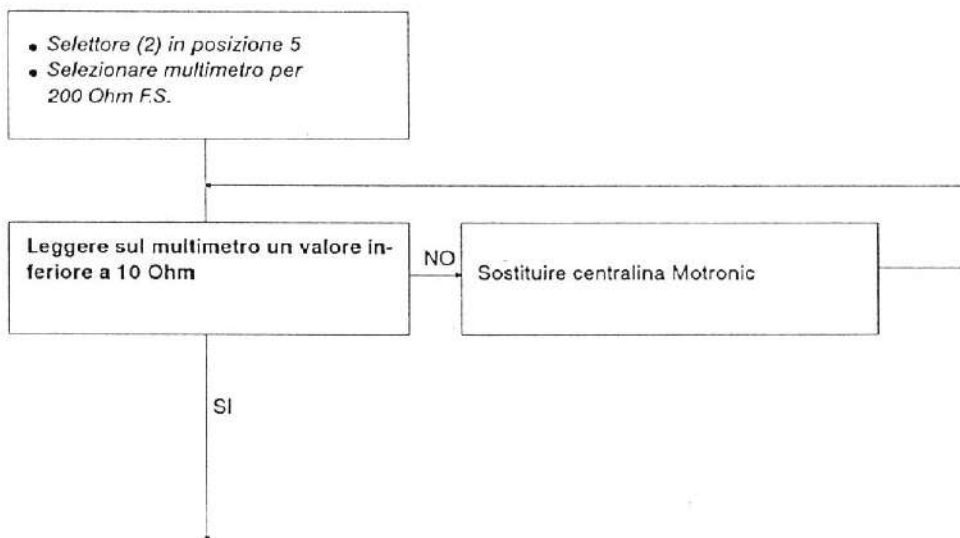 • Selettore (2) in posizione 5
• Selezionare multimetro per
200 Ohm F.S.
Leggere sul multimetro un valore in-
feriore a 10 Ohm
NO
Sostituire centralina Motronic
SI